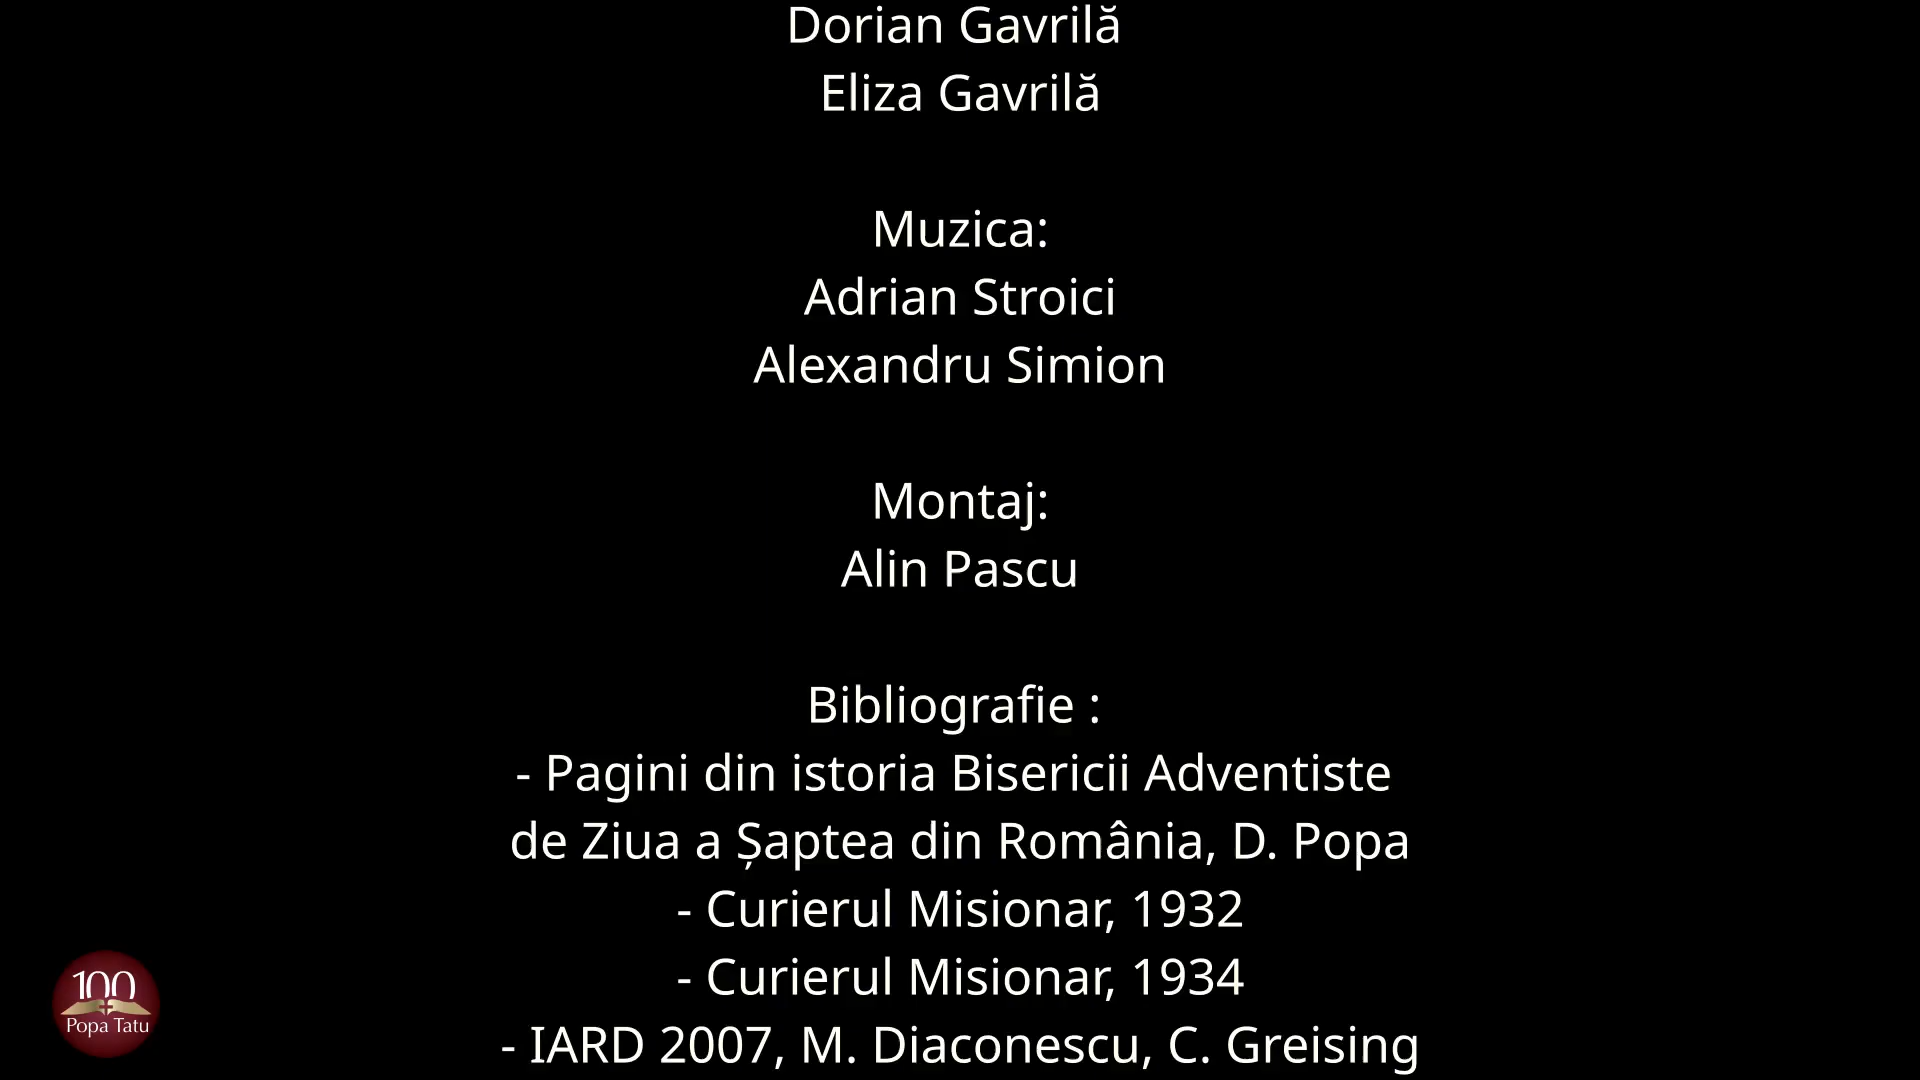 Dorian Gavrilă
Eliza Gavrilă
Muzica:
Adrian Stroici
Alexandru Simion
Montaj:
Alin Pascu
Bibliografie :
- Pagini din istoria Bisericii Adventiste
de Ziua a Șaptea din România, D. Popa
- Curierul Misionar, 1932
- Curierul Misionar, 1934
- IARD 2007, M. Diaconescu, C. Greising
100
Popa Tatu